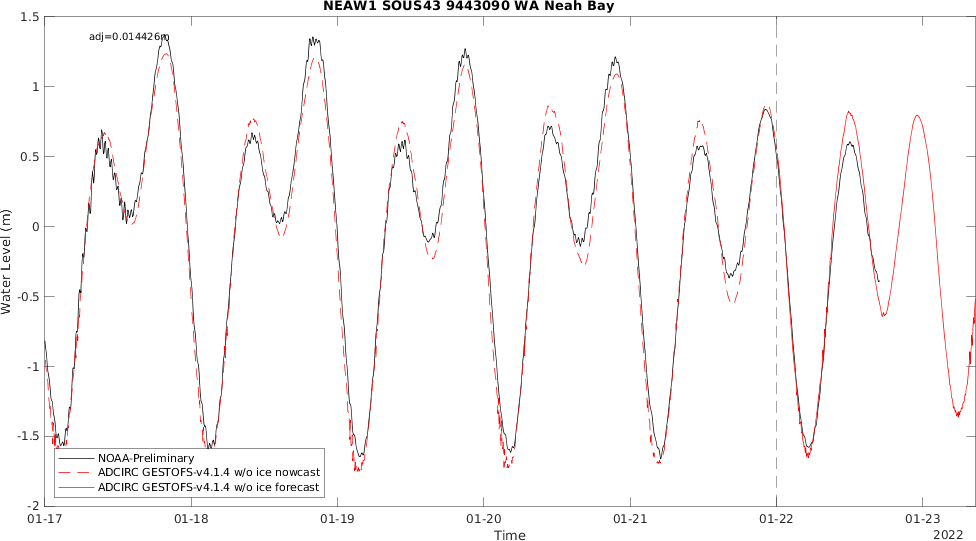 NEAW1 SOUS43 9443090 WA Neah Bay
adj=0.014426m
1.5
1
0.5
0
-0.5
-1
-1.5
-2
Water Level (m)
NOAA-Preliminary
ADCIRC GESTOFS-v4.1.4 w/o ice nowcast
ADCIRC GESTOFS-v4.1.4 w/o ice forecast
01-17 01-18 01-19 01-20 01-21 01-22 01-23
Time
2022